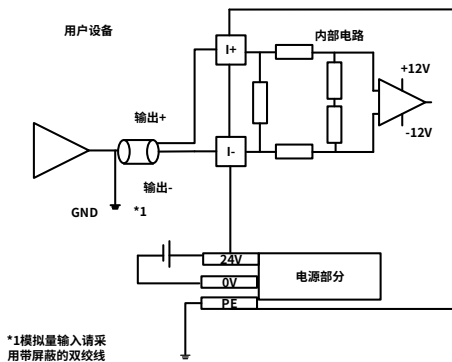 用户设备
内部电路
I+
+12V
输出+
-12V
I-
输出-
GND
*1
24V
0V
电源部分
PE
*1模拟量输入请采
用带屏蔽的双绞线